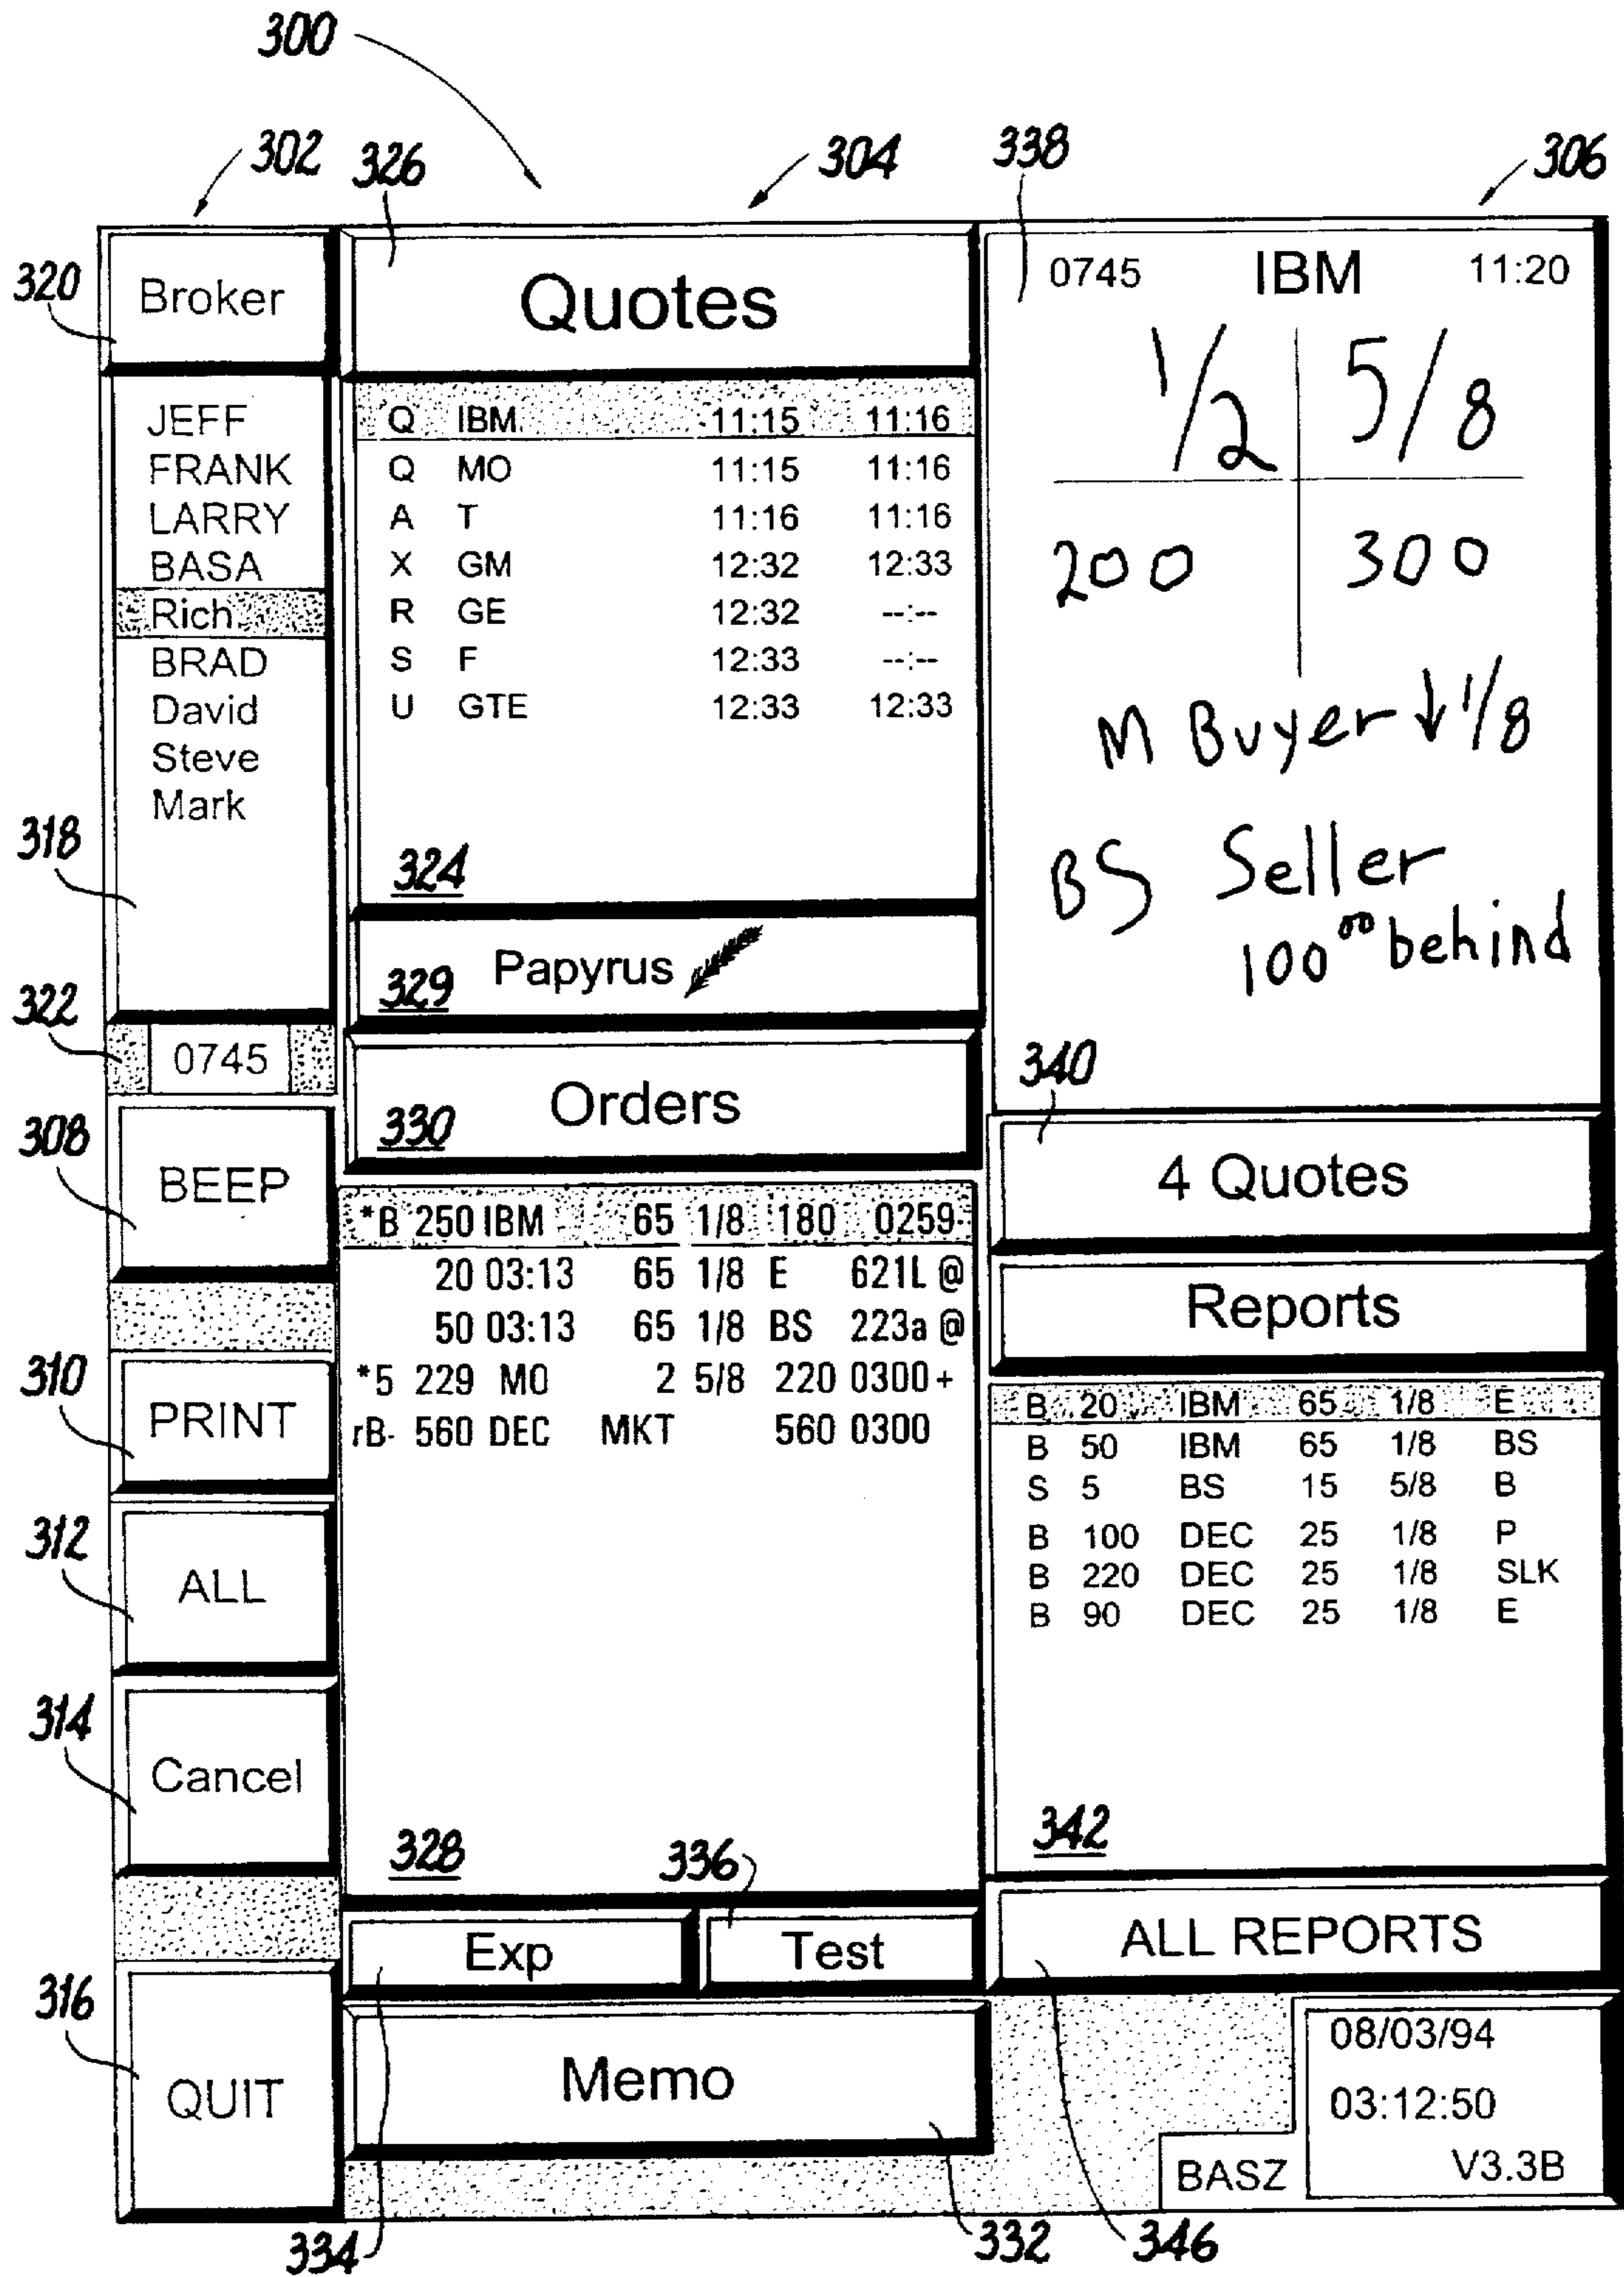 300
302 326 304 338 306
320
Broker
JEFF
FRANK
LARRY
BASA
Rich
BRAD
David
Steve
Mark
318
322
0745
308
BEEP
310
PRINT
312
ALL
314
Cancel
316
QUIT
Quotes
Q IBM 11:15 11:16
Q MO 11:15 11:16
A T 11:16 11:16
X GM 12:32 12:33
R GE 12:32 --:--
S F 12:33 --:--
U GTE 12:33 12:33
324
329 Papyrus
330 Orders
*B 250 IBM 65 1/8 180 0259-
20 03:13 65 1/8 E 621L @
50 03:13 65 1/8 BS 223a @
*5 229 MO 2 5/8 220 0300+
rB- 560 DEC MKT 560 0300
328
336
Exp Test
Memo
0745 IBM 11:20
1/2 5/8
200 300
M Buyer ↓ 1/8
BS Seller
100 00 behind
340
4 Quotes
Reports
B 20 IBM 65 1/8 E
B 50 IBM 65 1/8 BS
S 5 BS 15 5/8 B
B 100 DEC 25 1/8 P
B 220 DEC 25 1/8 SLK
B 90 DEC 25 1/8 E
342
ALL REPORTS
08/03/94
03:12:50
BASZ V3.3B
334 332 346